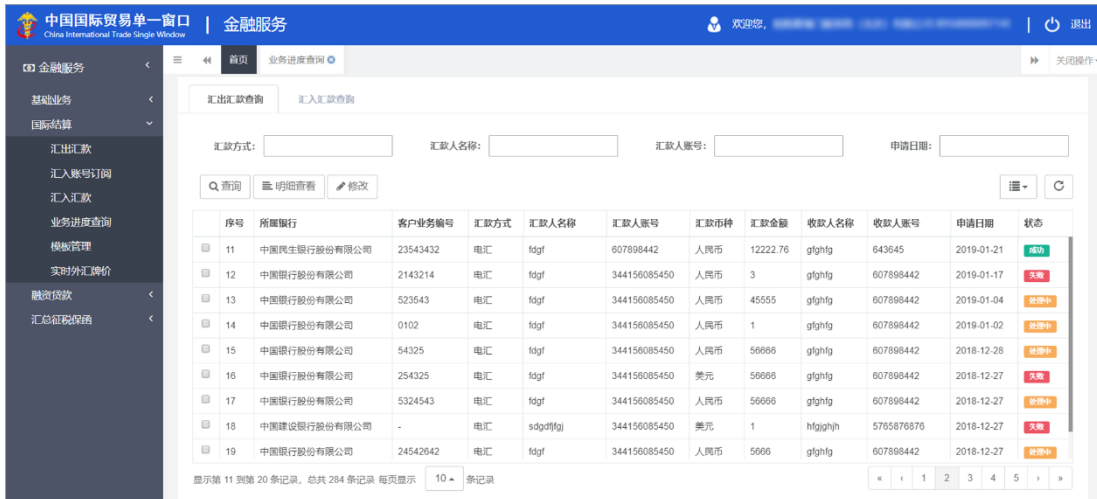 中国国际贸易单一窗口 | 金融服务
China International Trade Single Window
欢迎您,
退出
金融服务
首页 业务进度查询
关闭操作
基础业务
国际结算
汇出汇款
汇入账号订阅
汇入汇款
业务进度查询
模板管理
实时外汇牌价
融资贷款
汇总征税保函
汇出汇款查询 汇入汇款查询
汇款方式: 汇款人名称: 汇款人账号: 申请日期:
查询 明细查看 修改
序号 所属银行 客户业务编号 汇款方式 汇款人名称 汇款人账号 汇款币种 汇款金额 收款人名称 收款人账号 申请日期 状态
11 中国民生银行股份有限公司 23543432 电汇 fdgf 607898442 人民币 12222.76 gfghfg 643645 2019-01-21 成功
12 中国银行股份有限公司 2143214 电汇 fdgf 344156085450 人民币 3 gfghfg 607898442 2019-01-17 失败
13 中国银行股份有限公司 523543 电汇 fdgf 344156085450 人民币 45555 gfghfg 607898442 2019-01-04 处理中
14 中国银行股份有限公司 0102 电汇 fdgf 344156085450 人民币 1 gfghfg 607898442 2019-01-02 处理中
15 中国银行股份有限公司 54325 电汇 fdgf 344156085450 人民币 56666 gfghfg 607898442 2018-12-28 处理中
16 中国银行股份有限公司 254325 电汇 fdgf 344156085450 美元 56666 gfghfg 607898442 2018-12-27 失败
17 中国银行股份有限公司 5324543 电汇 fdgf 344156085450 人民币 56666 gfghfg 607898442 2018-12-27 处理中
18 中国建设银行股份有限公司 - 电汇 sdgdfjfgj 344156085450 美元 1 hfgjghjh 5765876876 2018-12-27 失败
19 中国银行股份有限公司 24542642 电汇 fdgf 344156085450 人民币 5666 gfghfg 607898442 2018-12-27 处理中
显示第 11 到第 20 条记录, 总共 284 条记录 每页显示 10 条记录
« ‹ 1 2 3 4 5 › »